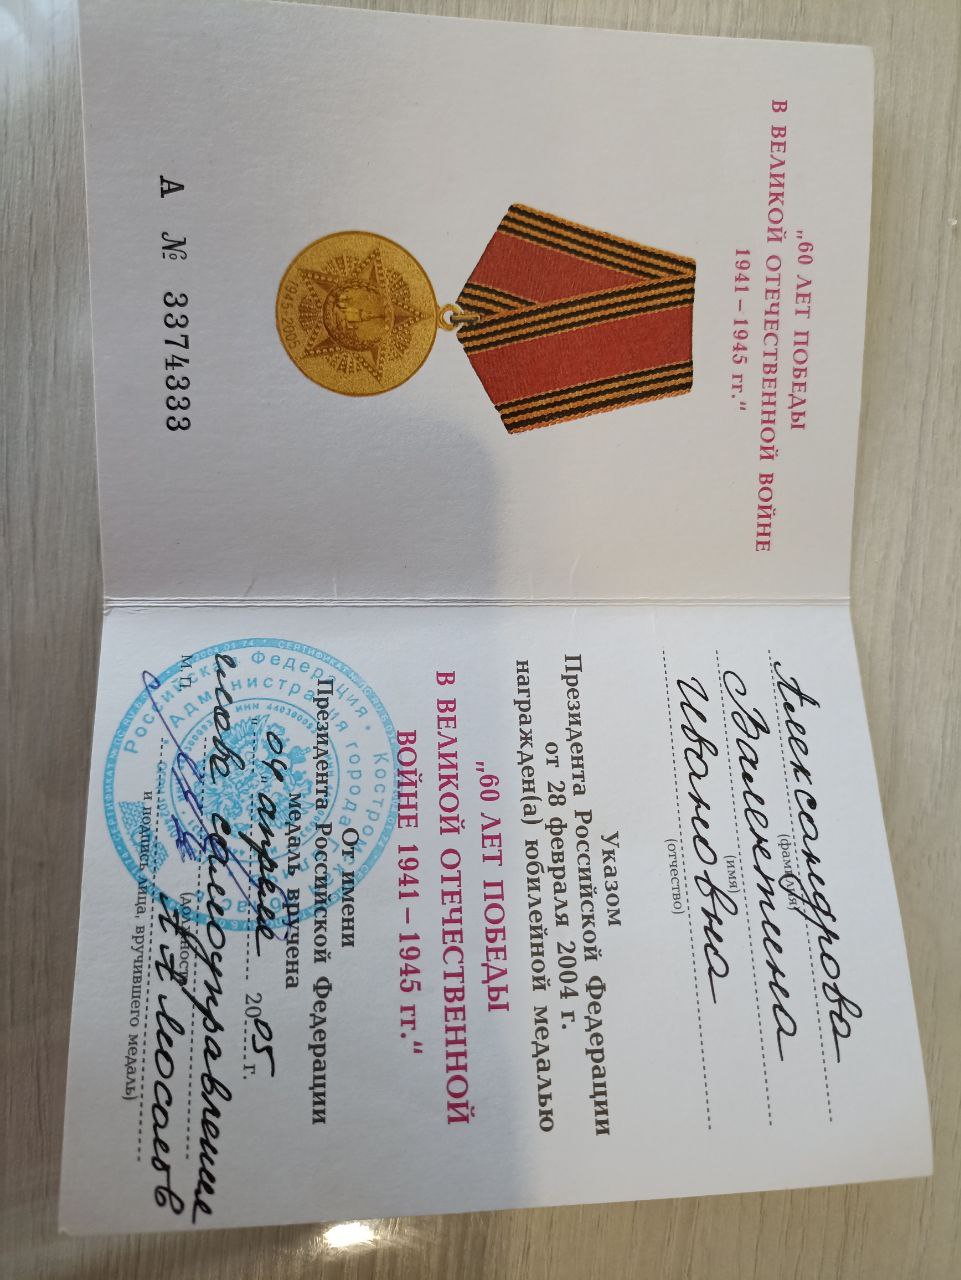 „60 ЛЕТ ПОБЕДЫ
В ВЕЛИКОЙ ОТЕЧЕСТВЕННОЙ ВОЙНЕ
1941–1945 гг.“
1945-2005
А № 3374333
Александрова
(фамилия)
Валентина
(имя)
Ивановна
(отчество)
Указом
Президента Российской Федерации
от 28 февраля 2004 г.
награжден(а) юбилейной медалью
„60 ЛЕТ ПОБЕДЫ
В ВЕЛИКОЙ ОТЕЧЕСТВЕННОЙ
ВОЙНЕ 1941–1945 гг.“
От имени
Президента Российской Федерации
медаль вручена
„09“ апреля 2005 г.
глава самоуправления
М.П. (должность
А А
и подпись лица, вручившего медаль)
Российская Федерация
Администрация города